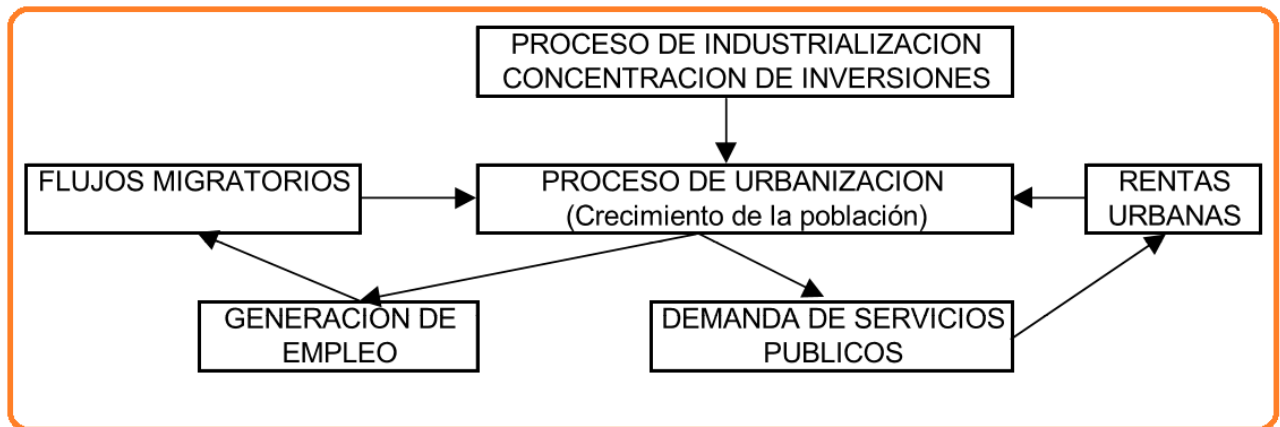 PROCESO DE INDUSTRIALIZACION
CONCENTRACION DE INVERSIONES
FLUJOS MIGRATORIOS
PROCESO DE URBANIZACION
(Crecimiento de la población)
RENTAS
URBANAS
GENERACIÓN DE
EMPLEO
DEMANDA DE SERVICIOS
PUBLICOS